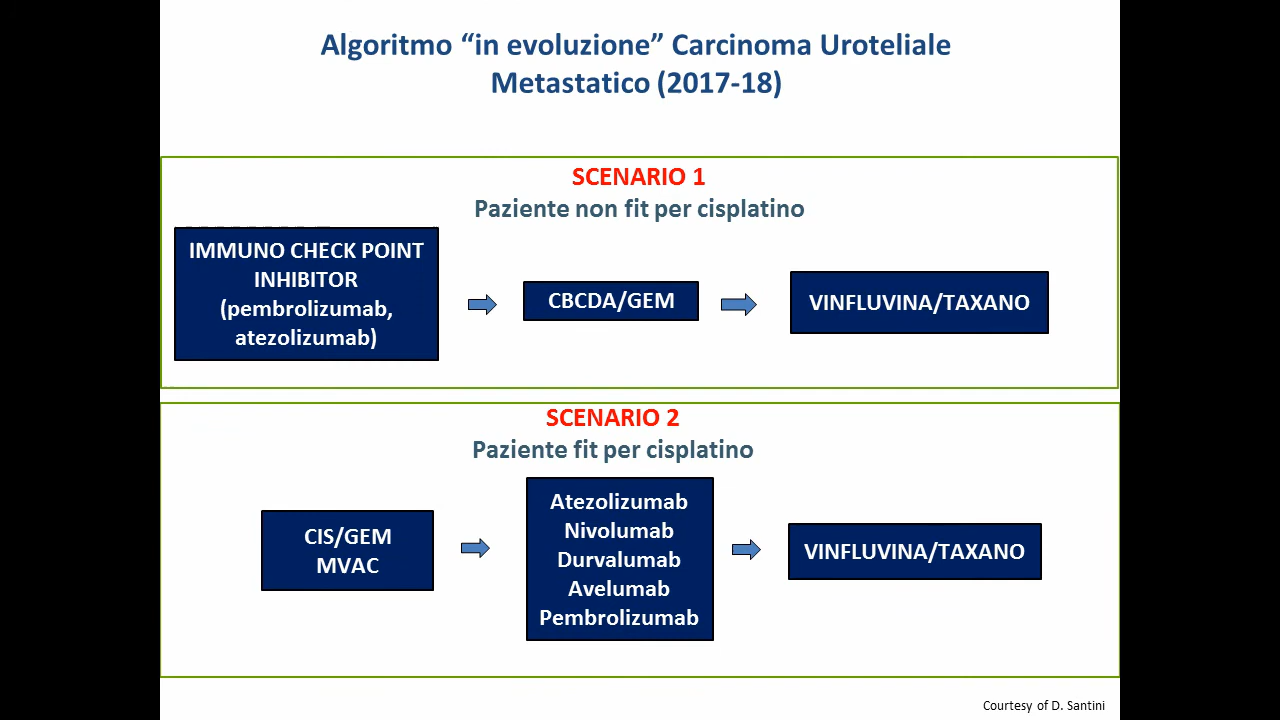 Algoritmo “in evoluzione” Carcinoma Uroteliale
Metastatico (2017-18)
SCENARIO 1
Paziente non fit per cisplatino
IMMUNO CHECK POINT
INHIBITOR
(pembrolizumab,
atezolizumab)
CBCDA/GEM
VINFLUVINA/TAXANO
SCENARIO 2
Paziente fit per cisplatino
CIS/GEM
MVAC
Atezolizumab
Nivolumab
Durvalumab
Avelumab
Pembrolizumab
VINFLUVINA/TAXANO
Courtesy of D. Santini